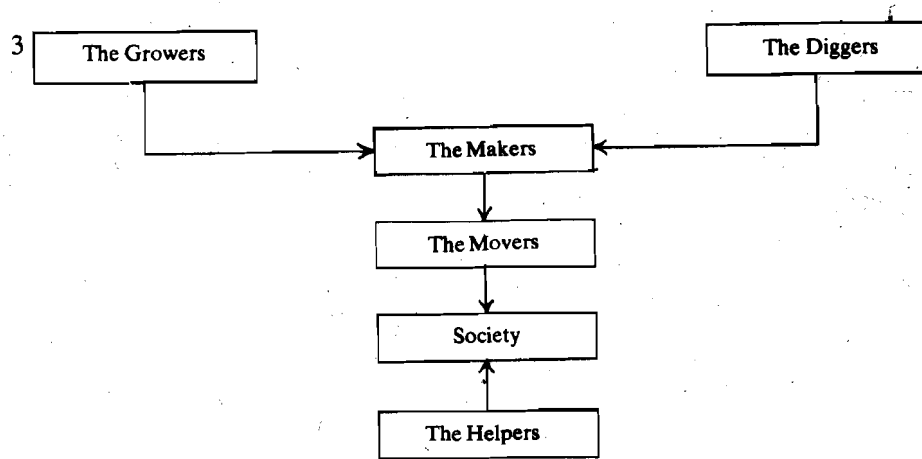 3
The Growers
The Diggers
The Makers
The Movers
Society
The Helpers